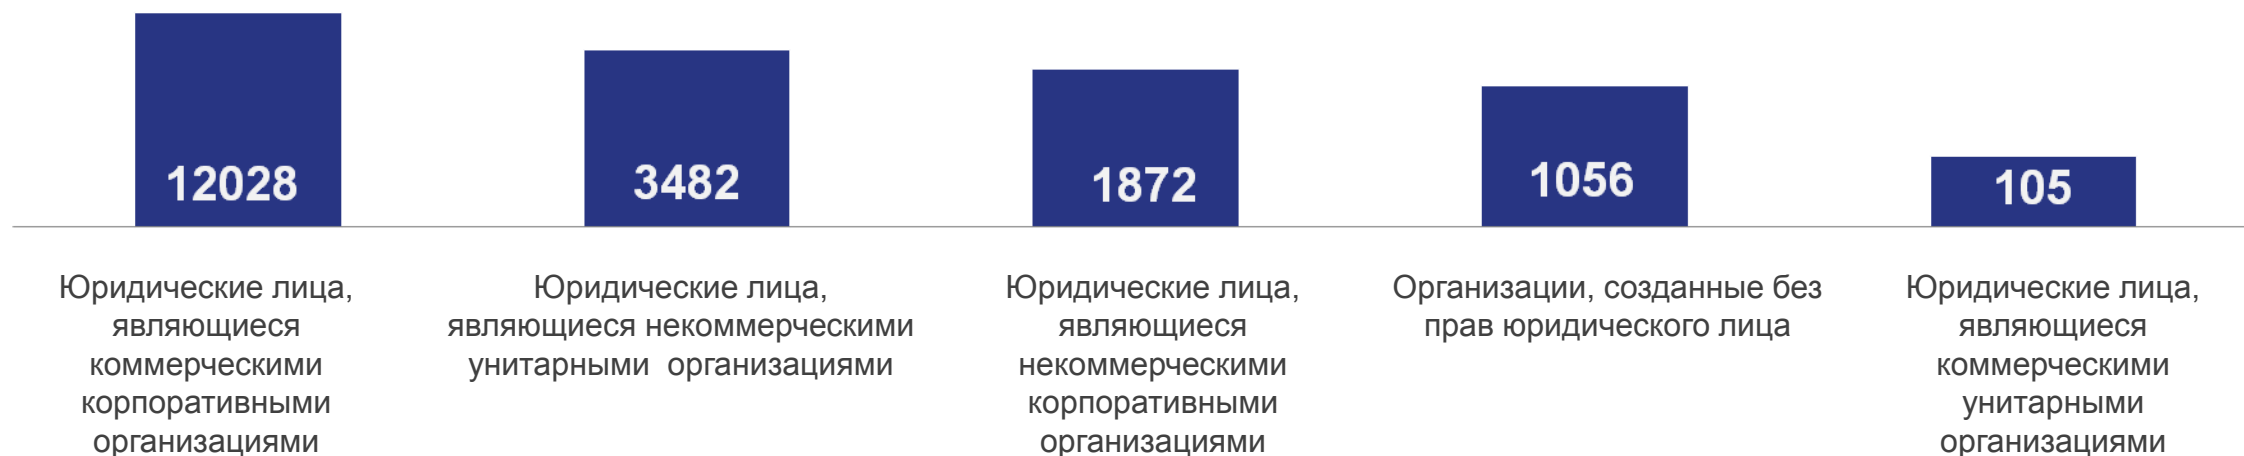 12028
3482
1872
1056
105
Юридические лица,
являющиеся
коммерческими
корпоративными
организациями
Юридические лица,
являющиеся некоммерческими
унитарными организациями
Юридические лица,
являющиеся
некоммерческими
корпоративными
организациями
Организации, созданные без
прав юридического лица
Юридические лица,
являющиеся
коммерческими
унитарными
организациями